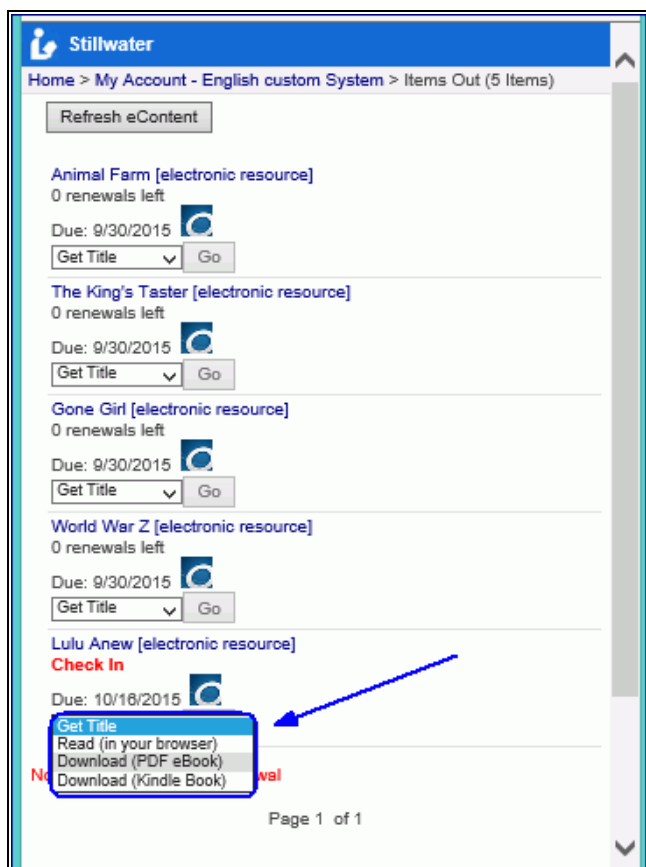 Stillwater
Home > My Account - English custom System > Items Out (5 Items)
Refresh eContent
Animal Farm [electronic resource]
0 renewals left
Due: 9/30/2015
Get Title Go
The King's Taster [electronic resource]
0 renewals left
Due: 9/30/2015
Get Title Go
Gone Girl [electronic resource]
0 renewals left
Due: 9/30/2015
Get Title Go
World War Z [electronic resource]
0 renewals left
Due: 9/30/2015
Get Title Go
Lulu Anew [electronic resource]
Check In
Due: 10/16/2015
Get Title
Read (in your browser)
Download (PDF eBook)
Download (Kindle Book)
Page 1 of 1